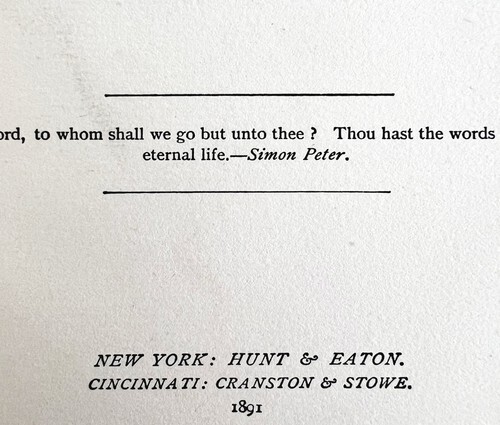 ord, to whom shall we go but unto thee ? Thou hast the words
eternal life.—Simon Peter.
NEW YORK: HUNT & EATON.
CINCINNATI: CRANSTON & STOWE.
1891